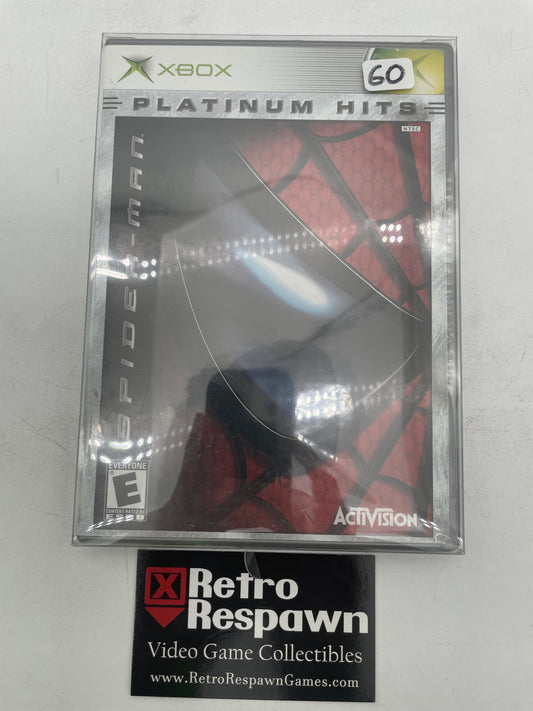 XBOX
60
PLATINUM HITS
NTSC
SPIDER-MAN
EVERYONE
E
CONTENT RATED BY
ESRB
ACTIVISION
X Retro
Respawn
Video Game Collectibles
www.RetroRespawnGames.com